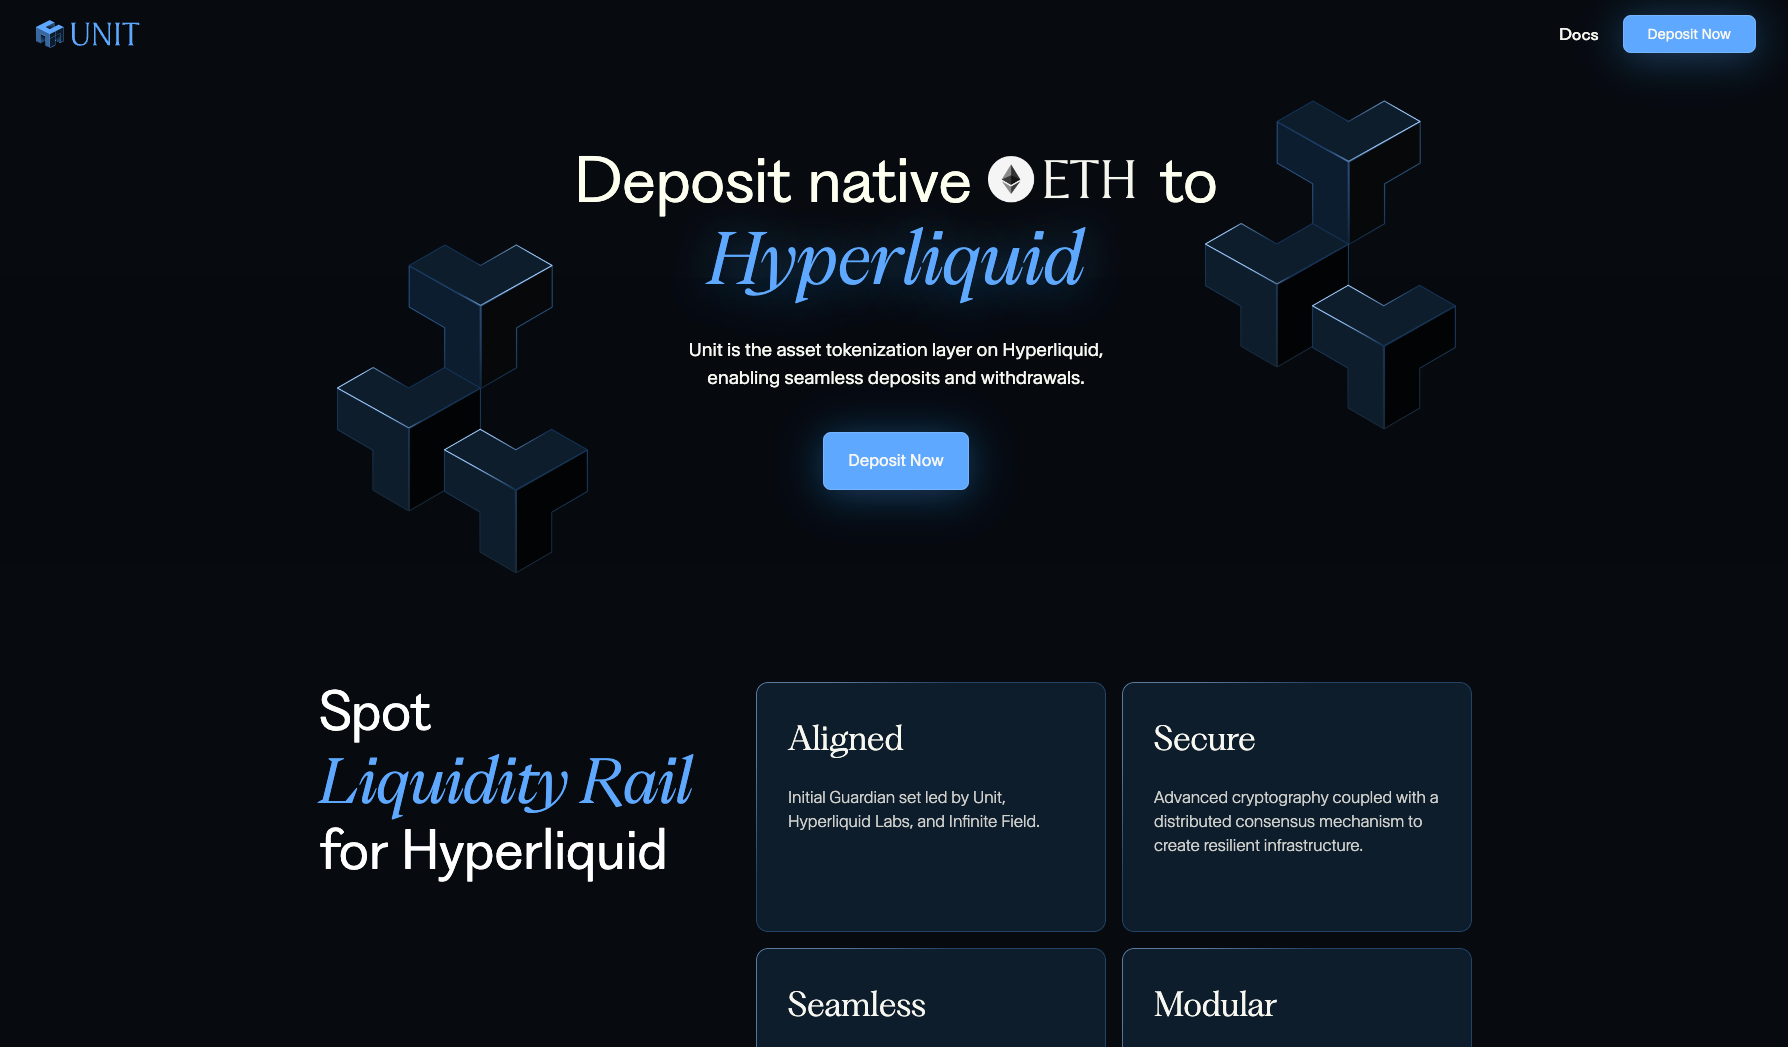 UNIT
Docs
Deposit Now
Deposit native ETH to
Hyperliquid
Unit is the asset tokenization layer on Hyperliquid,
enabling seamless deposits and withdrawals.
Deposit Now
Spot
Liquidity Rail
for Hyperliquid
Aligned
Initial Guardian set led by Unit,
Hyperliquid Labs, and Infinite Field.
Secure
Advanced cryptography coupled with a
distributed consensus mechanism to
create resilient infrastructure.
Seamless
Modular